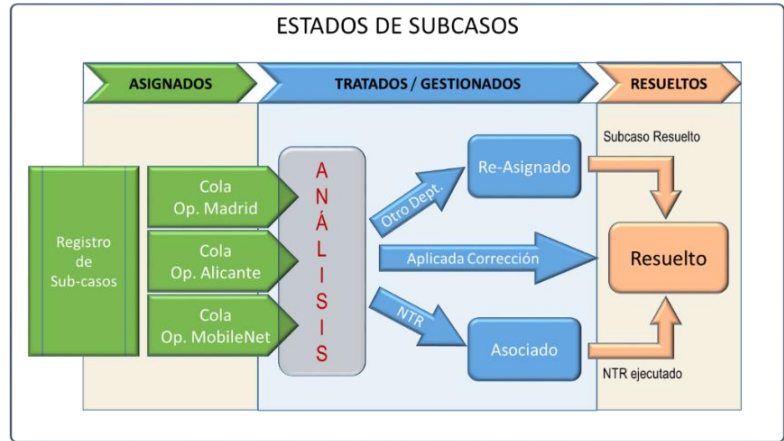 ESTADOS DE SUBCASOS
ASIGNADOS
TRATADOS / GESTIONADOS
RESUELTOS
Registro
de
Sub-casos
Cola
Op. Madrid
Cola
Op. Alicante
Cola
Op. MobileNet
A
N
Á
L
I
S
I
S
Otro Dept.
Aplicada Corrección
NTR
Re-Asignado
Asociado
Subcaso Resuelto
Resuelto
NTR ejecutado